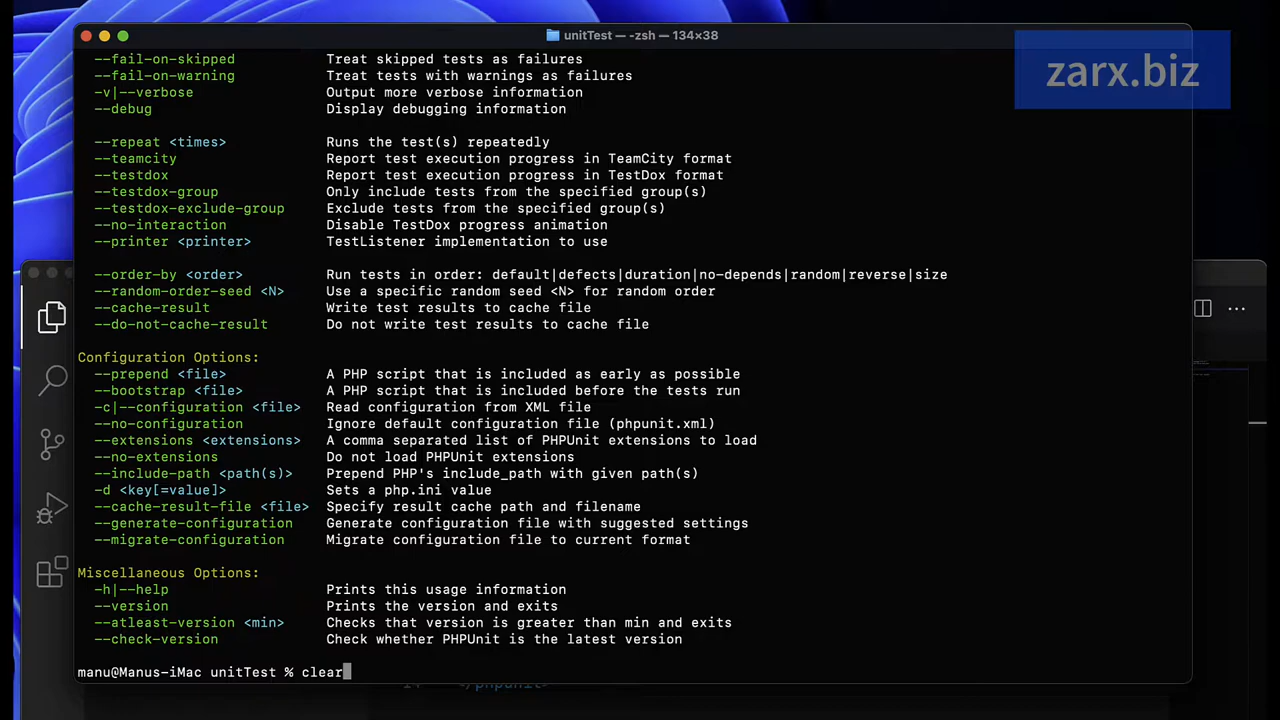 unitTest — -zsh — 134×38
zarx.biz
--fail-on-skipped Treat skipped tests as failures
--fail-on-warning Treat tests with warnings as failures
-v|--verbose Output more verbose information
--debug Display debugging information
--repeat <times> Runs the test(s) repeatedly
--teamcity Report test execution progress in TeamCity format
--testdox Report test execution progress in TestDox format
--testdox-group Only include tests from the specified group(s)
--testdox-exclude-group Exclude tests from the specified group(s)
--no-interaction Disable TestDox progress animation
--printer <printer> TestListener implementation to use
--order-by <order> Run tests in order: default|defects|duration|no-depends|random|reverse|size
--random-order-seed <N> Use a specific random seed <N> for random order
--cache-result Write test results to cache file
--do-not-cache-result Do not write test results to cache file
Configuration Options:
--prepend <file> A PHP script that is included as early as possible
--bootstrap <file> A PHP script that is included before the tests run
-c|--configuration <file> Read configuration from XML file
--no-configuration Ignore default configuration file (phpunit.xml)
--extensions <extensions> A comma separated list of PHPUnit extensions to load
--no-extensions Do not load PHPUnit extensions
--include-path <path(s)> Prepend PHP's include_path with given path(s)
-d <key[=value]> Sets a php.ini value
--cache-result-file <file> Specify result cache path and filename
--generate-configuration Generate configuration file with suggested settings
--migrate-configuration Migrate configuration file to current format
Miscellaneous Options:
-h|--help Prints this usage information
--version Prints the version and exits
--atleast-version <min> Checks that version is greater than min and exits
--check-version Check whether PHPUnit is the latest version
manu@Manus-iMac unitTest % clear
14 </phpunit>